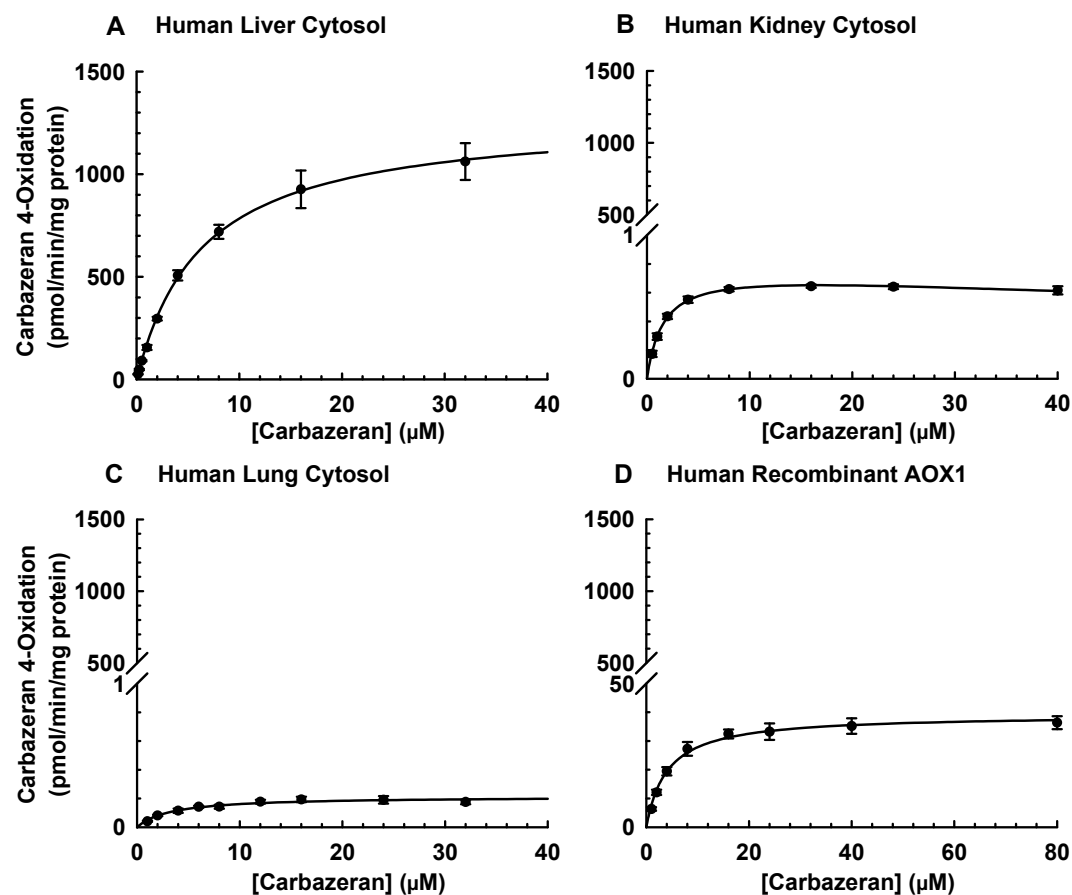 A Human Liver Cytosol
1500
1000
500
0
0 10 20 30 40
[Carbazeran] (µM)
Carbazeran 4-Oxidation
(pmol/min/mg protein)
B Human Kidney Cytosol
1500
1000
500
1
0
0 10 20 30 40
[Carbazeran] (µM)
C Human Lung Cytosol
1500
1000
500
1
0
0 10 20 30 40
[Carbazeran] (µM)
Carbazeran 4-Oxidation
(pmol/min/mg protein)
D Human Recombinant AOX1
1500
1000
500
50
0
0 20 40 60 80
[Carbazeran] (µM)